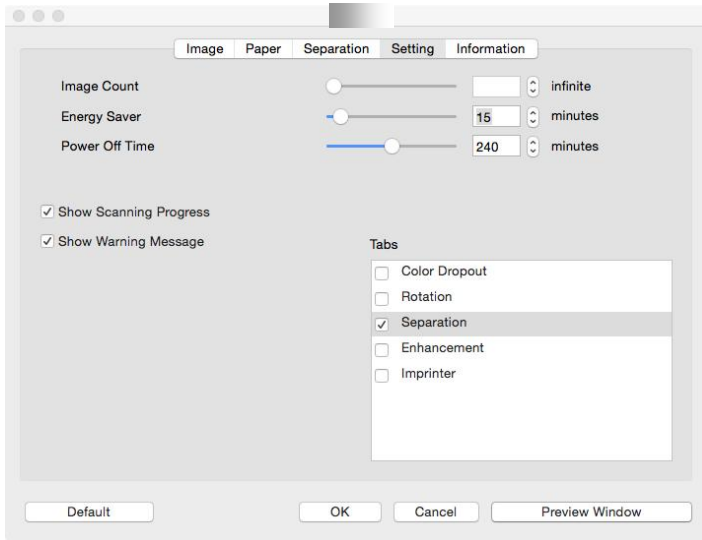 Image Paper Separation Setting Information
Image Count infinite
Energy Saver 15 minutes
Power Off Time 240 minutes
Show Scanning Progress
Show Warning Message
Tabs
Color Dropout
Rotation
Separation
Enhancement
Imprinter
Default OK Cancel Preview Window